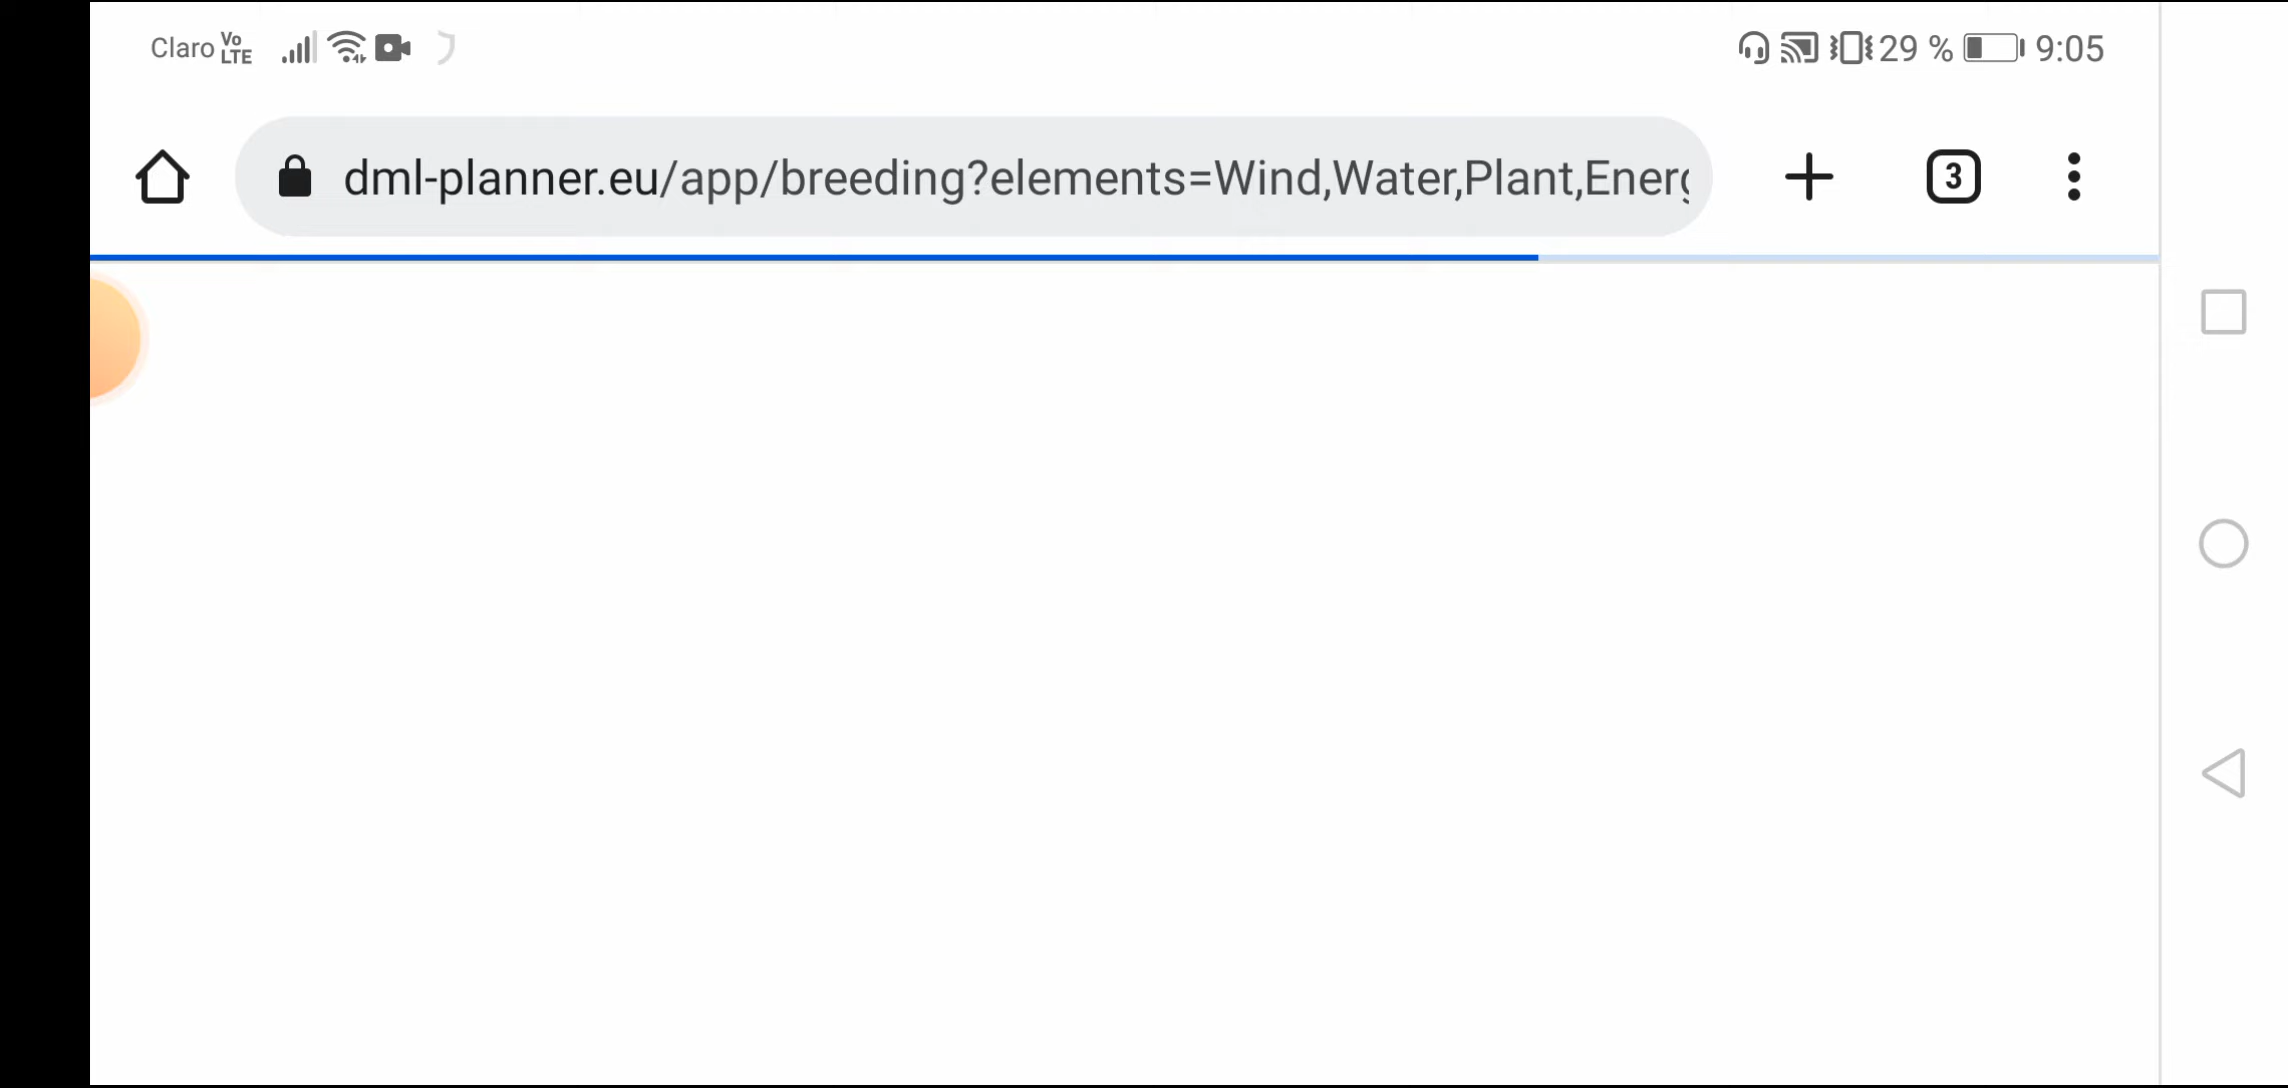 Claro Vo LTE 29 % 9:05
dml-planner.eu/app/breeding?elements=Wind,Water,Plant,Ener
3